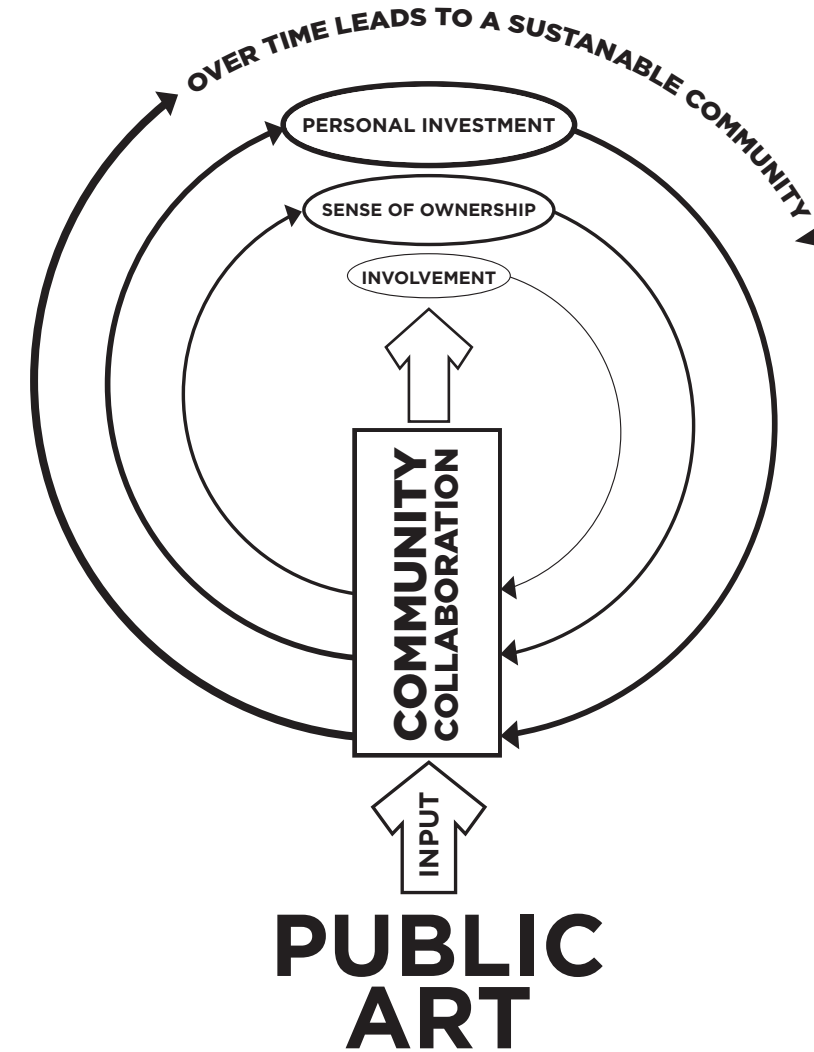 OVER TIME LEADS TO A SUSTANABLE COMMUNITY
PERSONAL INVESTMENT
SENSE OF OWNERSHIP
INVOLVEMENT
COMMUNITY
COLLABORATION
INPUT
PUBLIC
ART